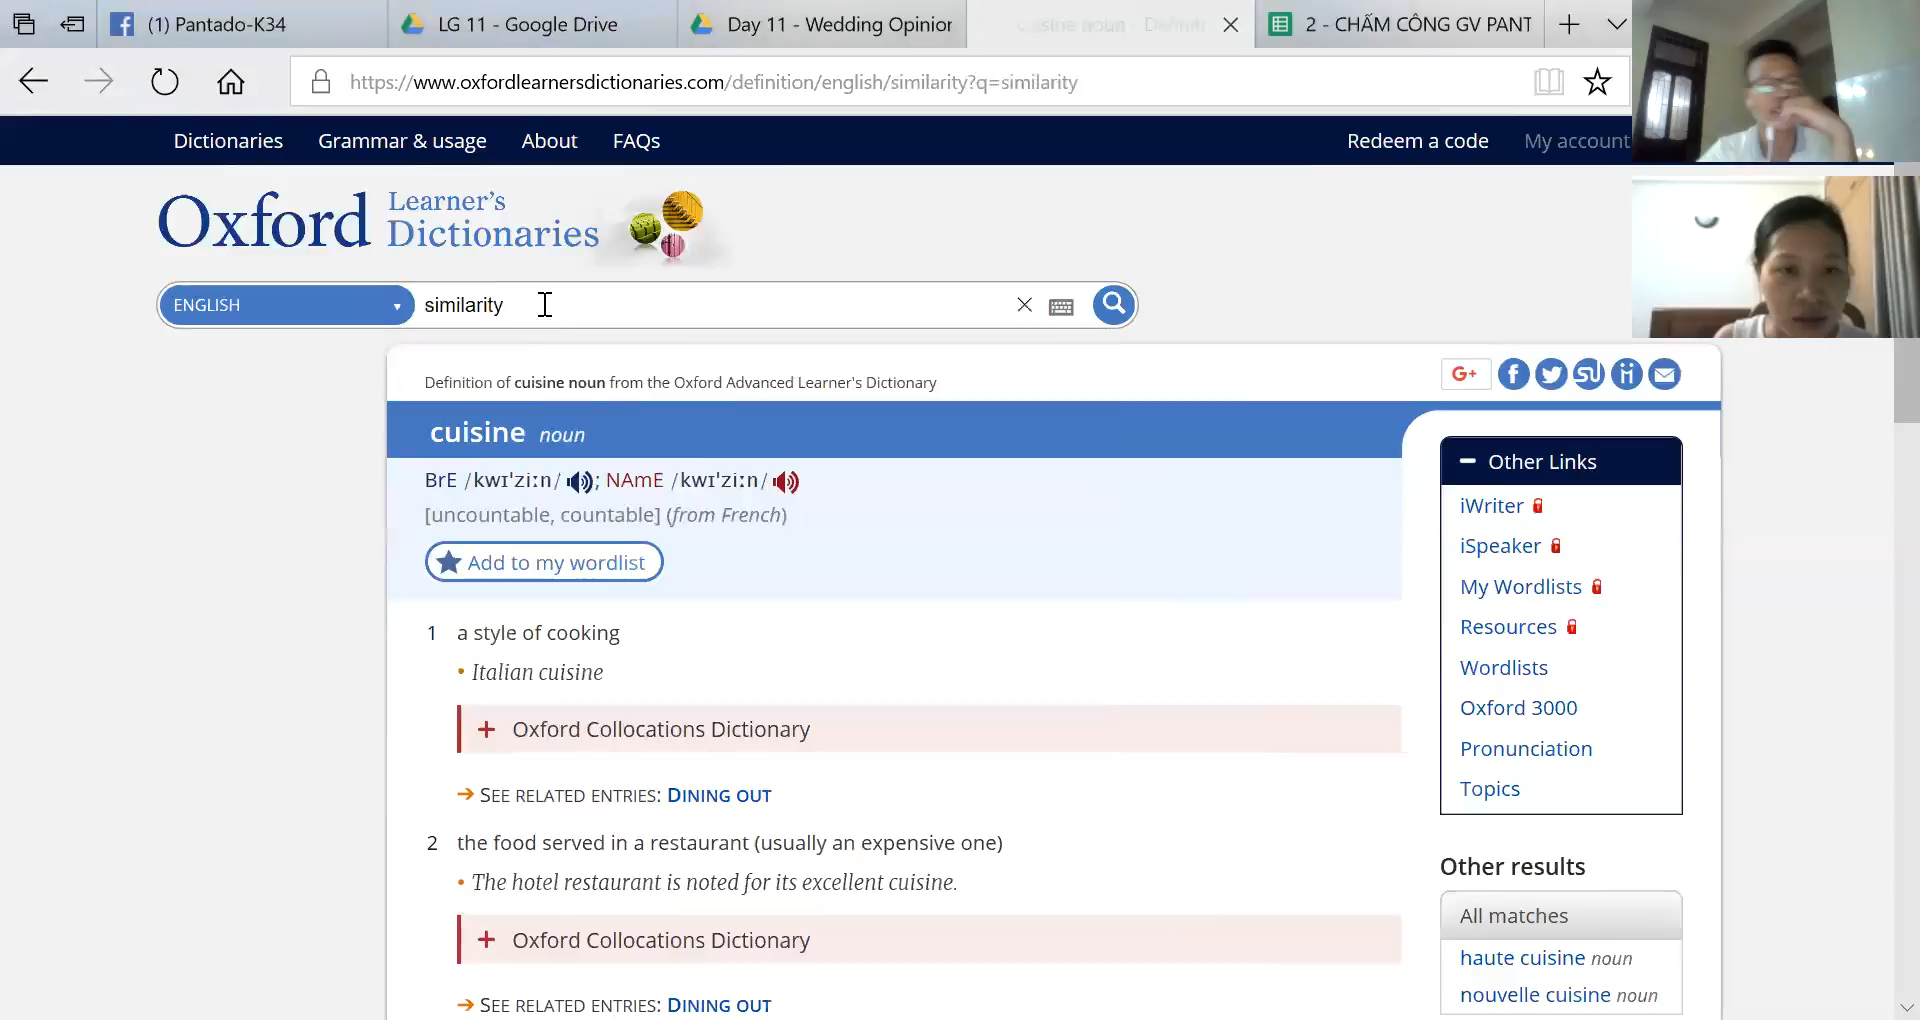 (1) Pantado-K34
LG 11 - Google Drive
Day 11 - Wedding Opinior
Cuisine noun - Definiti
2 - CHẤM CÔNG GV PANT
https://www.oxfordlearnersdictionaries.com/definition/english/similarity?q=similarity
Dictionaries Grammar & usage About FAQs Redeem a code My account
Oxford Learner's Dictionaries
ENGLISH similarity
Definition of cuisine noun from the Oxford Advanced Learner's Dictionary
G+
cuisine noun
BrE /kwɪˈziːn/ ; NAmE /kwɪˈziːn/
[uncountable, countable] (from French)
Add to my wordlist
1 a style of cooking
• Italian cuisine
+ Oxford Collocations Dictionary
→ SEE RELATED ENTRIES: DINING OUT
2 the food served in a restaurant (usually an expensive one)
• The hotel restaurant is noted for its excellent cuisine.
+ Oxford Collocations Dictionary
→ SEE RELATED ENTRIES: DINING OUT
Other Links
iWriter
iSpeaker
My Wordlists
Resources
Wordlists
Oxford 3000
Pronunciation
Topics
Other results
All matches
haute cuisine noun
nouvelle cuisine noun